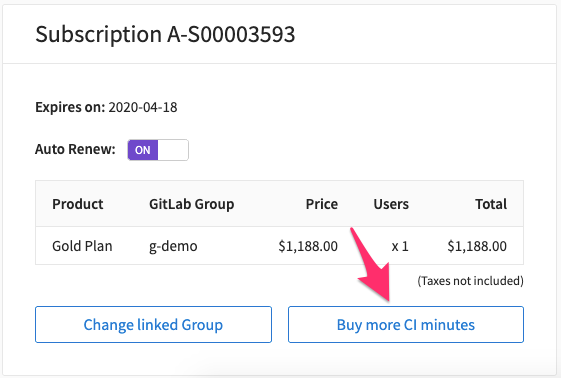 Subscription A-S00003593
Expires on: 2020-04-18
Auto Renew: ON
Product GitLab Group Price Users Total
Gold Plan g-demo $1,188.00 x 1 $1,188.00
(Taxes not included)
Change linked Group Buy more CI minutes